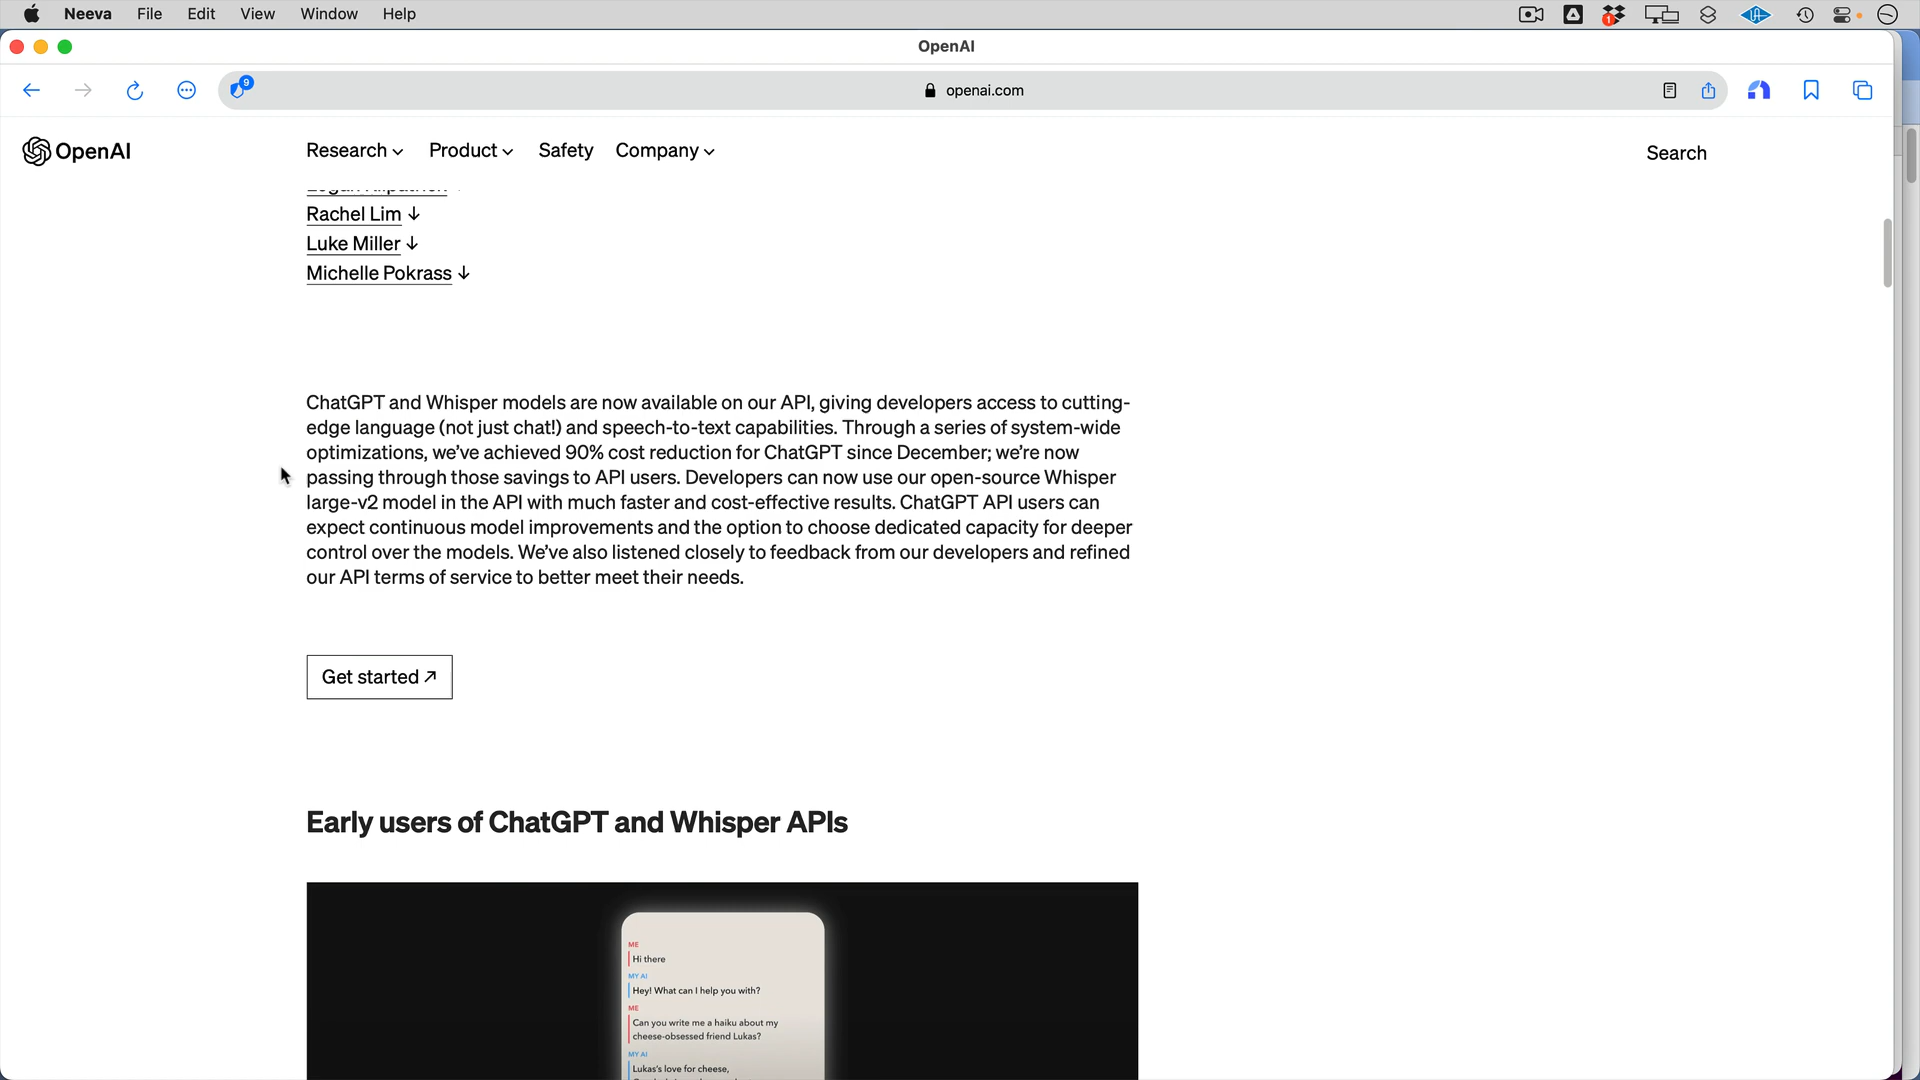 Neeva File Edit View Window Help
1
OpenAI
9
openai.com
OpenAI
Research Product Safety Company
Search
Rachel Lim ↓
Luke Miller ↓
Michelle Pokrass ↓
ChatGPT and Whisper models are now available on our API, giving developers access to cutting-
edge language (not just chat!) and speech-to-text capabilities. Through a series of system-wide
optimizations, we’ve achieved 90% cost reduction for ChatGPT since December; we’re now
passing through those savings to API users. Developers can now use our open-source Whisper
large-v2 model in the API with much faster and cost-effective results. ChatGPT API users can
expect continuous model improvements and the option to choose dedicated capacity for deeper
control over the models. We’ve also listened closely to feedback from our developers and refined
our API terms of service to better meet their needs.
Get started ↗
Early users of ChatGPT and Whisper APIs
ME
Hi there
MY AI
Hey! What can I help you with?
ME
Can you write me a haiku about my
cheese-obsessed friend Lukas?
MY AI
Lukas's love for cheese,